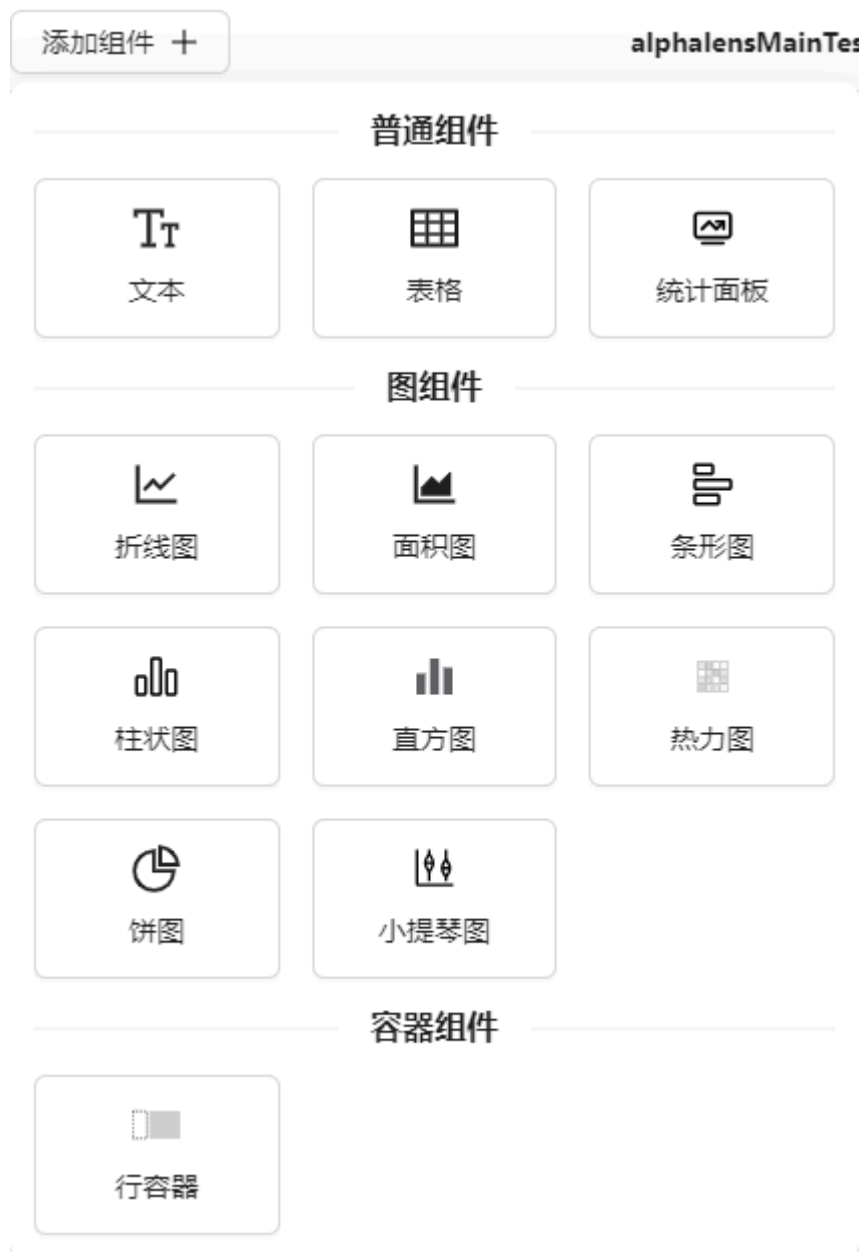 添加组件 +
alphalensMainTes
普通组件
文本
表格
统计面板
图组件
折线图
面积图
条形图
柱状图
直方图
热力图
饼图
小提琴图
容器组件
行容器